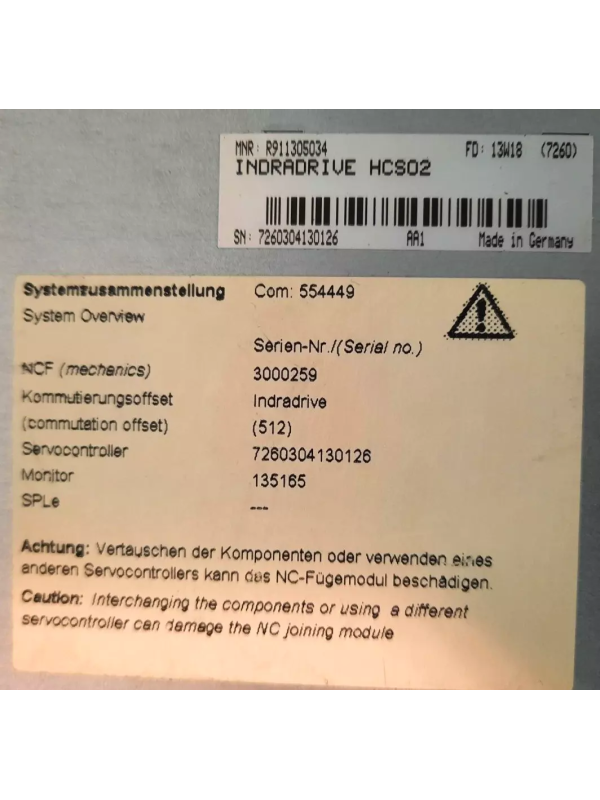 MNR: R911305034 FD: 13W18 (7260)
INDRADRIVE HCS02
SN: 7260304130126 AA1 Made in Germany
Systemzusammenstellung Com: 554449
System Overview
Serien-Nr./(Serial no.)
NCF (mechanics) 3000259
Kommutierungsoffset Indradrive
(commutation offset) (512)
Servocontroller 7260304130126
Monitor 135165
SPLe ---
Achtung: Vertauschen der Komponenten oder verwenden eines
anderen Servocontrollers kann das NC-Fügemodul beschädigen.
Caution: Interchanging the components or using a different
servocontroller can damage the NC joining module